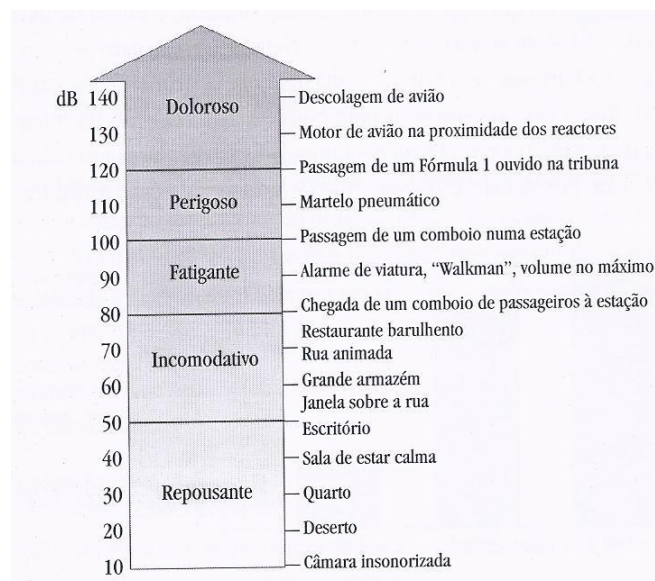 dB 140 Doloroso Descolagem de avião
130 Motor de avião na proximidade dos reactores
120 Passagem de um Fórmula 1 ouvido na tribuna
110 Perigoso Martelo pneumático
100 Passagem de um comboio numa estação
90 Fatigante Alarme de viatura, “Walkman”, volume no máximo
80 Chegada de um comboio de passageiros à estação
Restaurante barulhento
70 Incomodativo Rua animada
60 Grande armazém
Janela sobre a rua
50 Escritório
40 Sala de estar calma
30 Repousante Quarto
20 Deserto
10 Câmara insonorizada